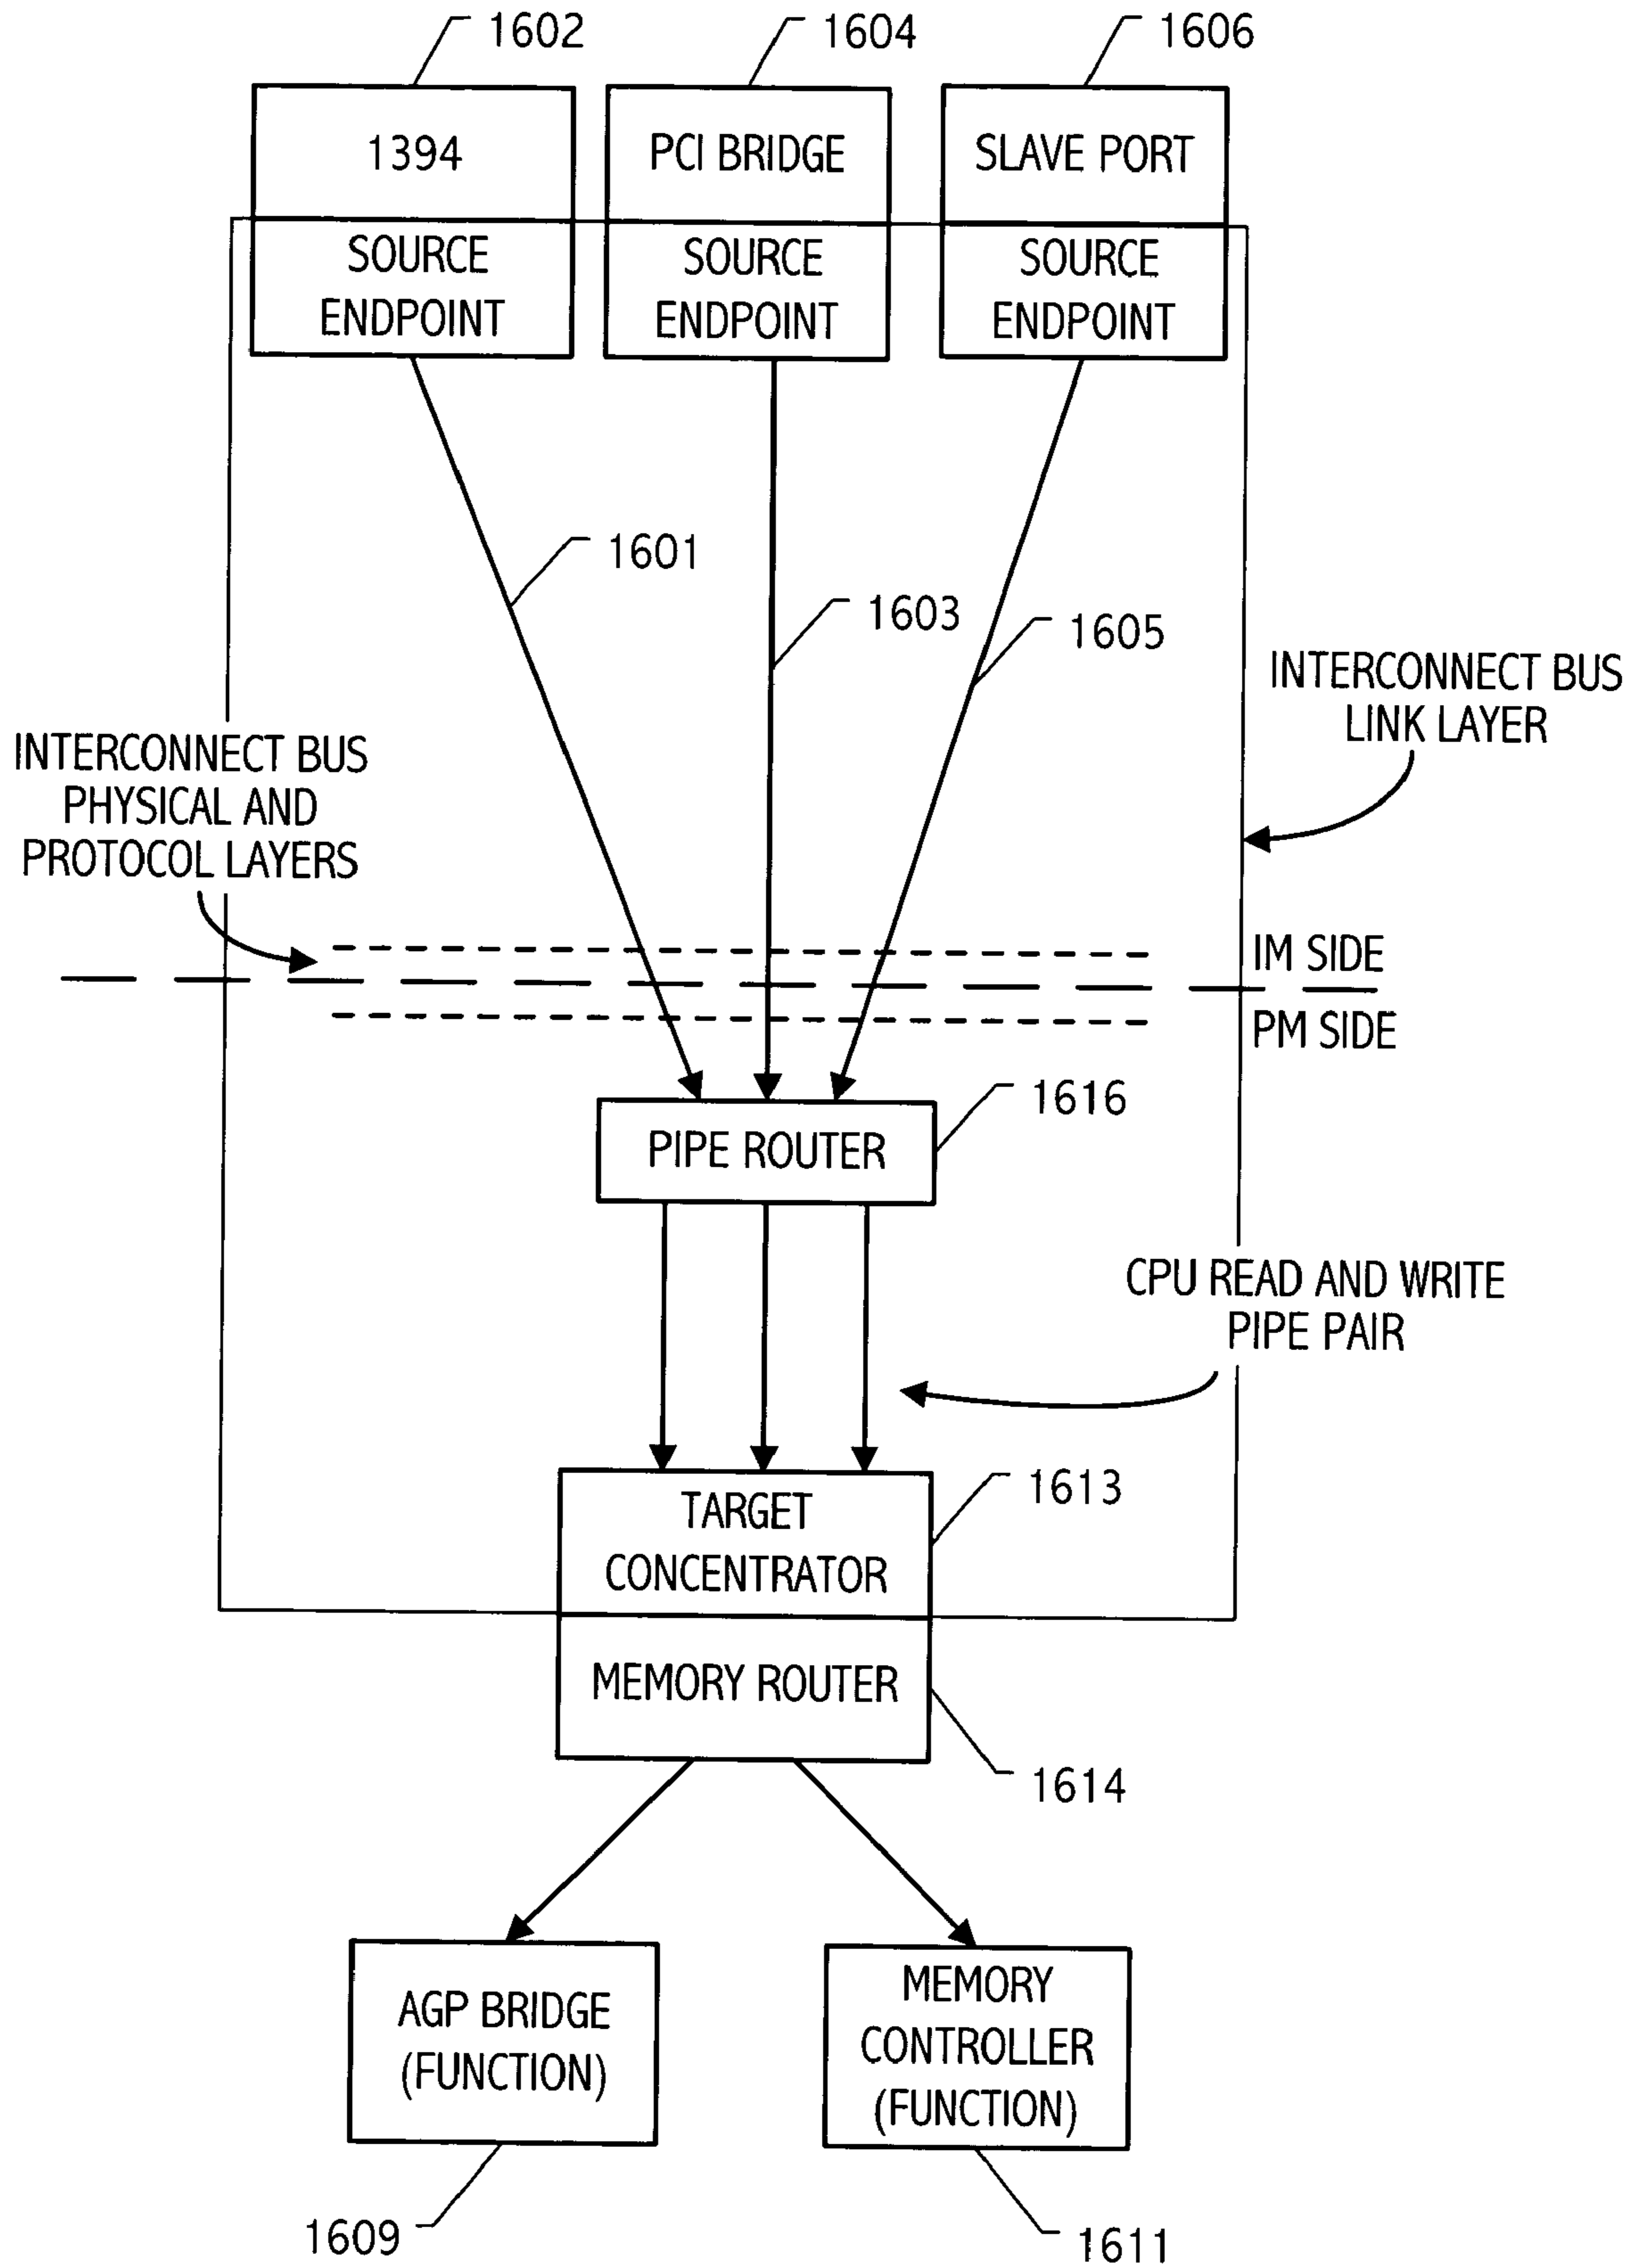 1602
1604
1606
1394
PCI BRIDGE
SLAVE PORT
SOURCE
ENDPOINT
SOURCE
ENDPOINT
SOURCE
ENDPOINT
1601
1603
1605
INTERCONNECT BUS
LINK LAYER
INTERCONNECT BUS
PHYSICAL AND
PROTOCOL LAYERS
IM SIDE
PM SIDE
1616
PIPE ROUTER
CPU READ AND WRITE
PIPE PAIR
1613
TARGET
CONCENTRATOR
MEMORY ROUTER
1614
AGP BRIDGE
(FUNCTION)
MEMORY
CONTROLLER
(FUNCTION)
1609
1611